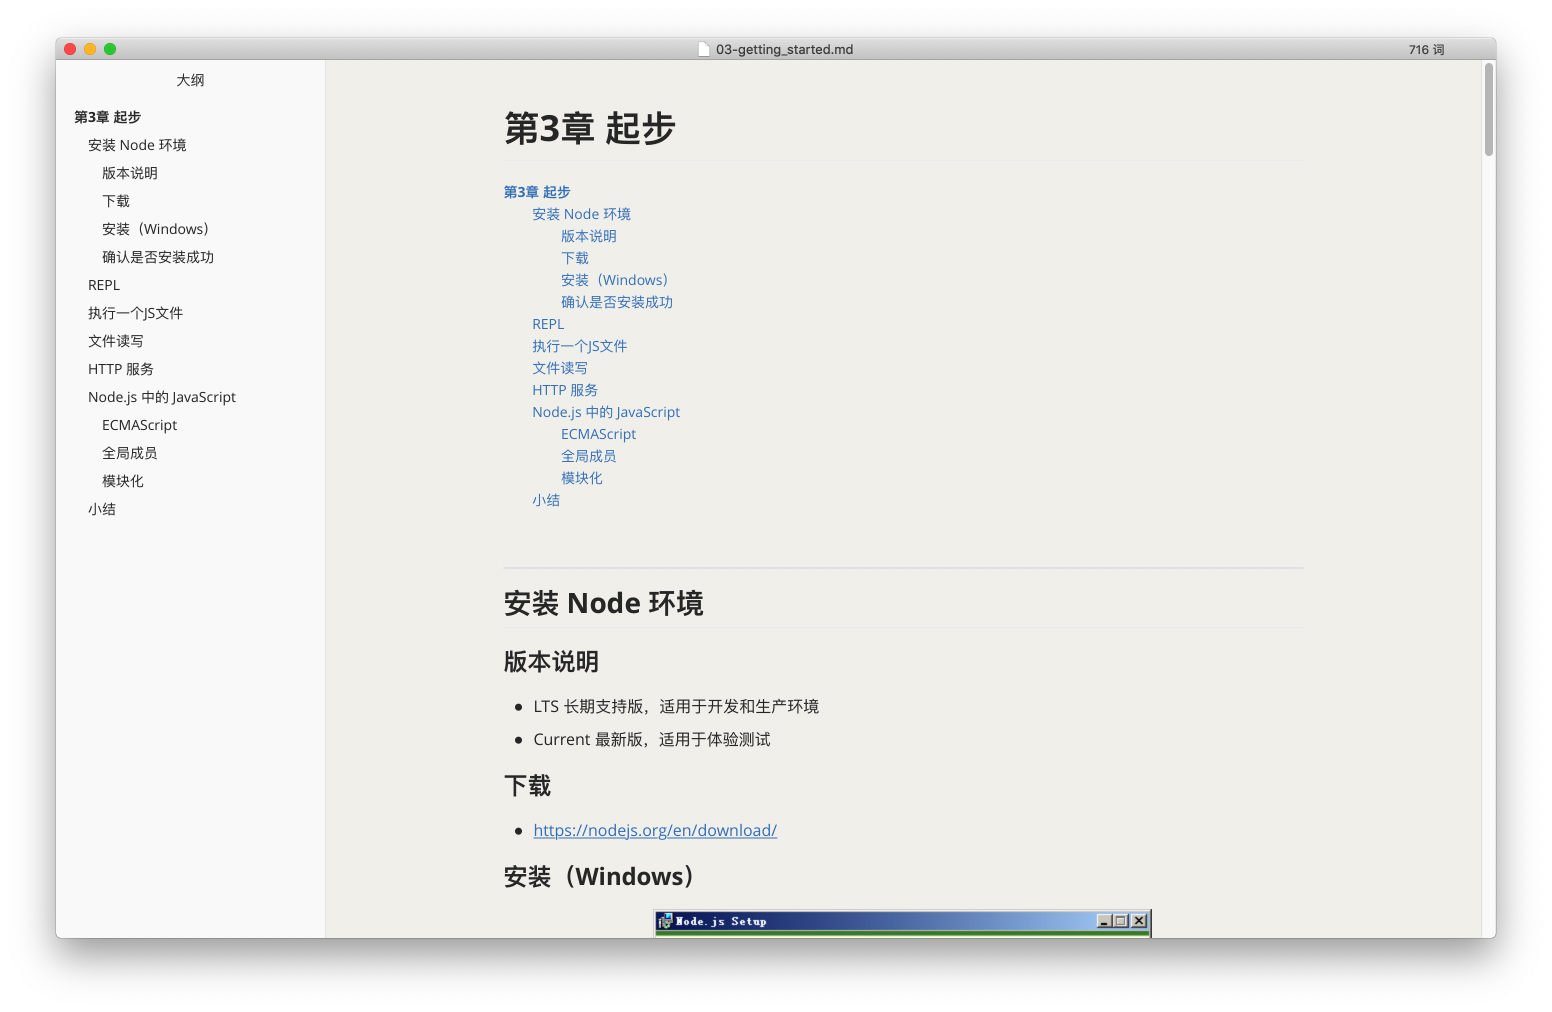 03-getting_started.md
716 词
大纲
第3章 起步
安装 Node 环境
版本说明
下载
安装（Windows）
确认是否安装成功
REPL
执行一个JS文件
文件读写
HTTP 服务
Node.js 中的 JavaScript
ECMAScript
全局成员
模块化
小结
第3章 起步
第3章 起步
安装 Node 环境
版本说明
下载
安装（Windows）
确认是否安装成功
REPL
执行一个JS文件
文件读写
HTTP 服务
Node.js 中的 JavaScript
ECMAScript
全局成员
模块化
小结
安装 Node 环境
版本说明
LTS 长期支持版，适用于开发和生产环境
Current 最新版，适用于体验测试
下载
https://nodejs.org/en/download/
安装（Windows）
Node.js Setup